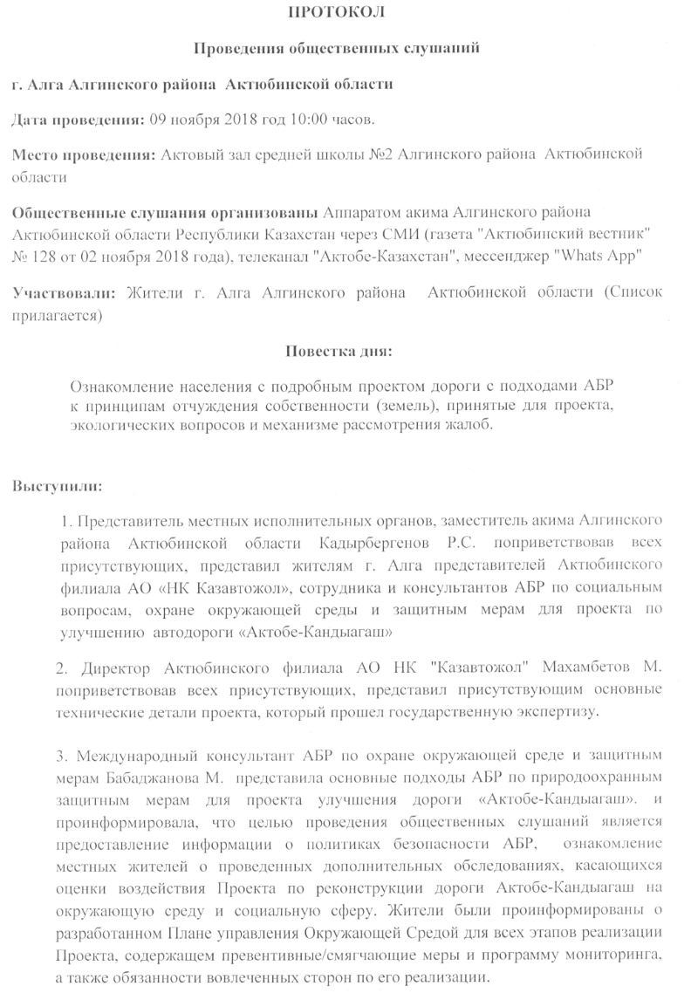 ПРОТОКОЛ
Проведения общественных слушаний
г. Алга Алгинского района Актюбинской области
Дата проведения: 09 ноября 2018 год 10:00 часов.
Место проведения: Актовый зал средней школы №2 Алгинского района Актюбинской
области
Общественные слушания организованы Аппаратом акима Алгинского района
Актюбинской области Республики Казахстан через СМИ (газета "Актюбинский вестник"
№ 128 от 02 ноября 2018 года), телеканал "Актобе-Казахстан", мессенджер "Whats App"
Участвовали: Жители г. Алга Алгинского района Актюбинской области (Список
прилагается)
Повестка дня:
Ознакомление населения с подробным проектом дороги с подходами АБР
к принципам отчуждения собственности (земель), принятые для проекта,
экологических вопросов и механизме рассмотрения жалоб.
Выступили:
1. Представитель местных исполнительных органов, заместитель акима Алгинского
района Актюбинской области Кадырбергенов Р.С. поприветствовав всех
присутствующих, представил жителям г. Алга представителей Актюбинского
филиала АО «НК Казавтожол», сотрудника и консультантов АБР по социальным
вопросам, охране окружающей среды и защитным мерам для проекта по
улучшению автодороги «Актобе-Кандыагаш»
2. Директор Актюбинского филиала АО НК "Казавтожол" Махамбетов М.
поприветствовав всех присутствующих, представил присутствующим основные
технические детали проекта, который прошел государственную экспертизу.
3. Международный консультант АБР по охране окружающей среде и защитным
мерам Бабаджанова М. представила основные подходы АБР по природоохранным
защитным мерам для проекта улучшения дороги «Актобе-Кандыагаш». и
проинформировала, что целью проведения общественных слушаний является
предоставление информации о политиках безопасности АБР, ознакомление
местных жителей о проведенных дополнительных обследованиях, касающихся
оценки воздействия Проекта по реконструкции дороги Актобе-Кандыагаш на
окружающую среду и социальную сферу. Жители были проинформированы о
разработанном Плане управления Окружающей Средой для всех этапов реализации
Проекта, содержащем превентивные/смягчающие меры и программу мониторинга,
а также обязанности вовлеченных сторон по его реализации.